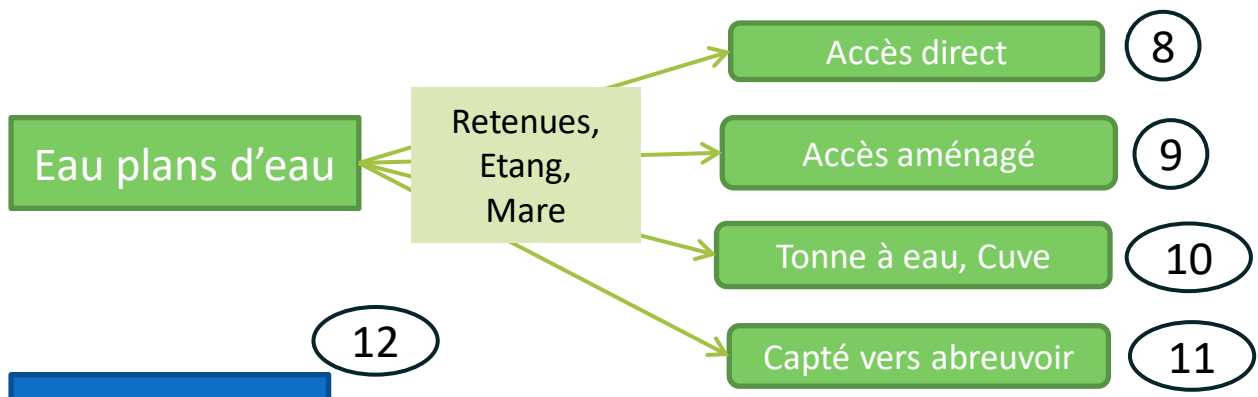 Eau plans d’eau
Retenues,
Etang,
Mare
Accès direct
8
Accès aménagé
9
Tonne à eau, Cuve
10
Capté vers abreuvoir
11
12